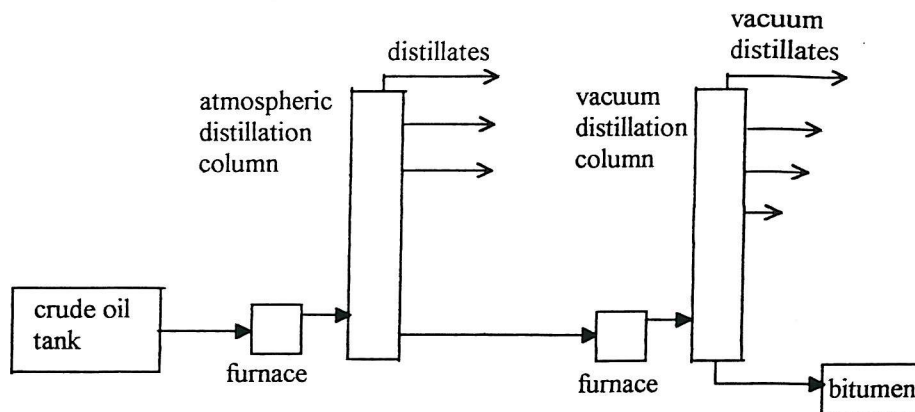 vacuum
distillates
distillates
atmospheric
distillation
column
vacuum
distillation
column
crude oil
tank
furnace
furnace
bitumen